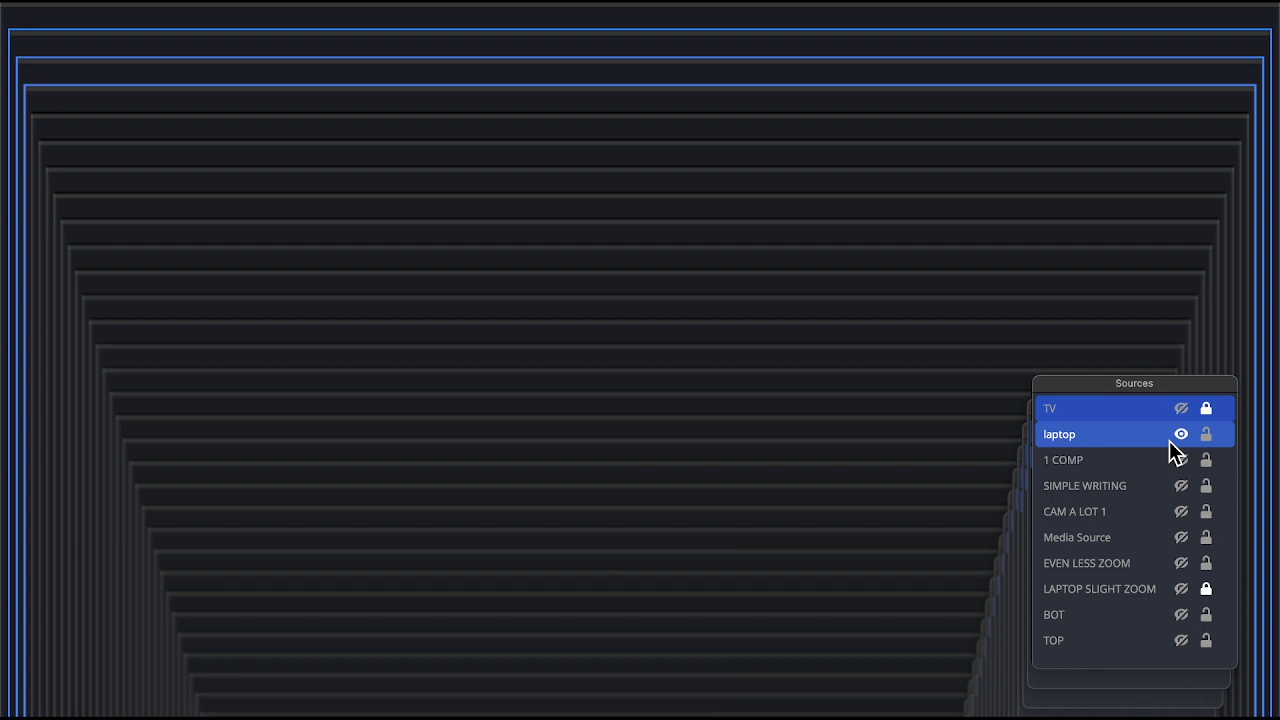 Sources
TV
laptop
1 COMP
SIMPLE WRITING
CAM A LOT 1
Media Source
EVEN LESS ZOOM
LAPTOP SLIGHT ZOOM
BOT
TOP